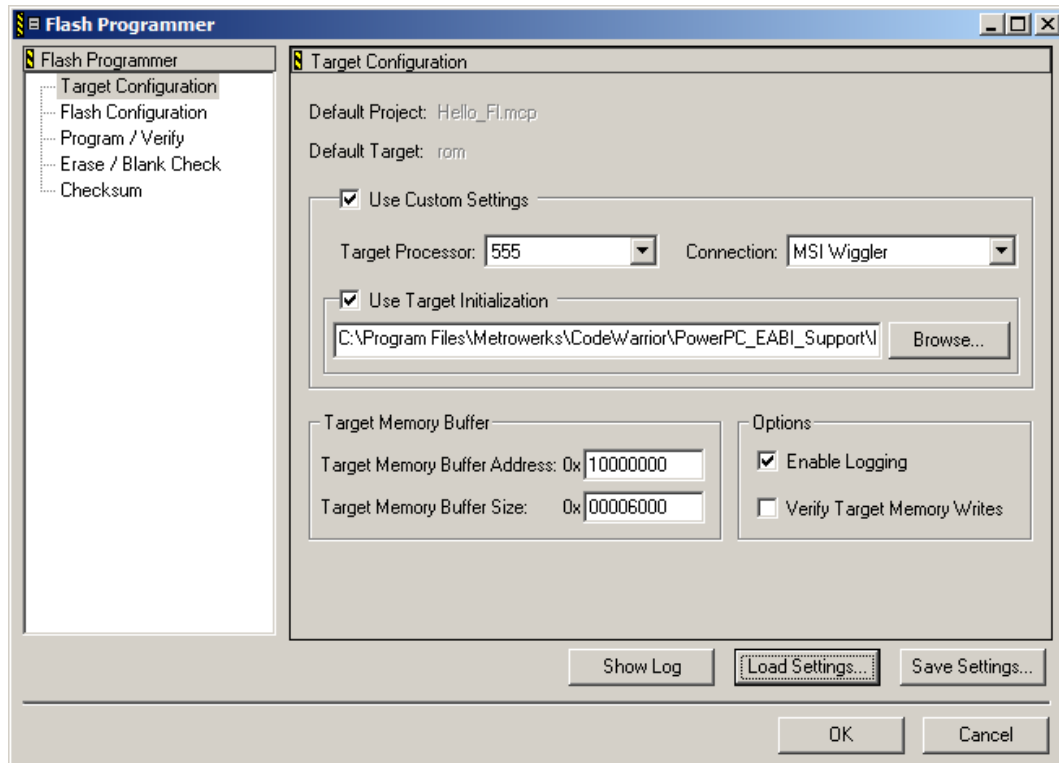 Flash Programmer
Flash Programmer
Target Configuration
Flash Configuration
Program / Verify
Erase / Blank Check
Checksum
Target Configuration
Default Project: Hello_Fl.mcp
Default Target: rom
Use Custom Settings
Target Processor: 555 Connection: MSI Wiggler
Use Target Initialization
C:\Program Files\Metrowerks\CodeWarrior\PowerPC_EABI_Support\ Browse...
Target Memory Buffer
Target Memory Buffer Address: 0x 10000000
Target Memory Buffer Size: 0x 00006000
Options
Enable Logging
Verify Target Memory Writes
Show Log Load Settings... Save Settings...
OK Cancel